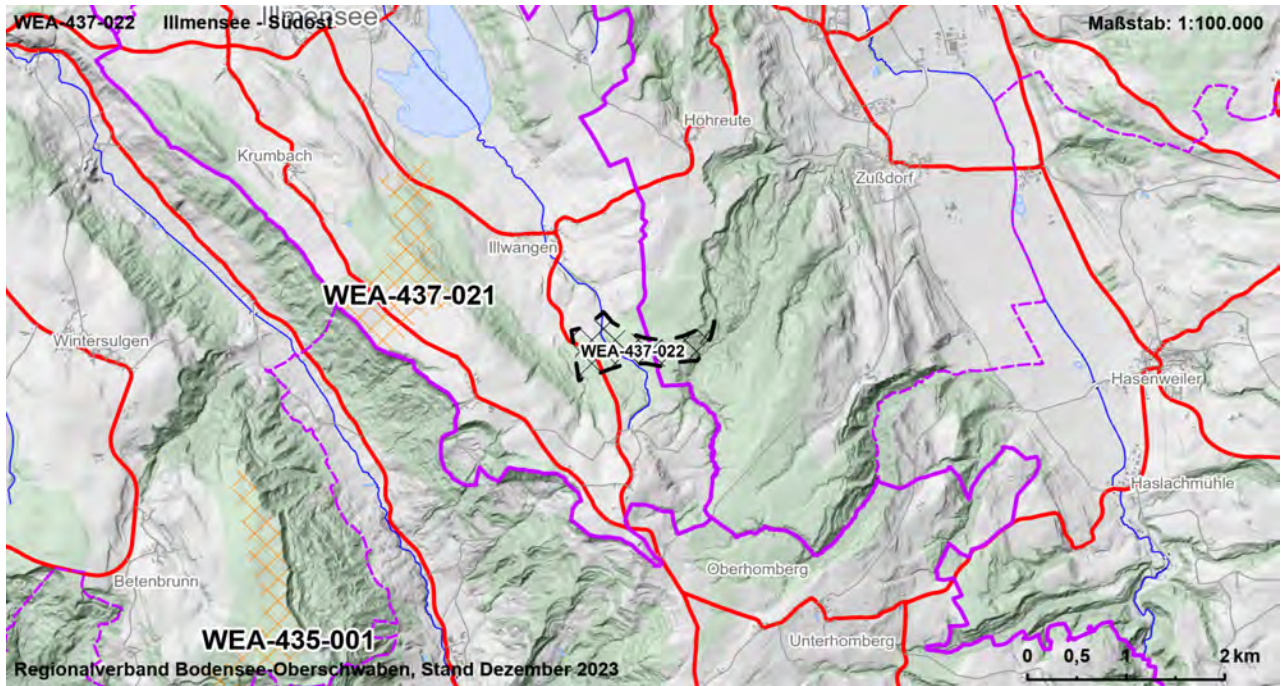 Illmensee
WEA-437-022 Illmensee - Südost
Maßstab: 1:100.000
Höhreute
Krumbach
Zußdorf
Illwangen
WEA-437-021
Wintersulgen
WEA-437-022
Hasenweiler
Haslachmühle
Oberhomberg
Betenbrunn
WEA-435-001
Unterhomberg
0 0,5 1 2 km
Regionalverband Bodensee-Oberschwaben, Stand Dezember 2023